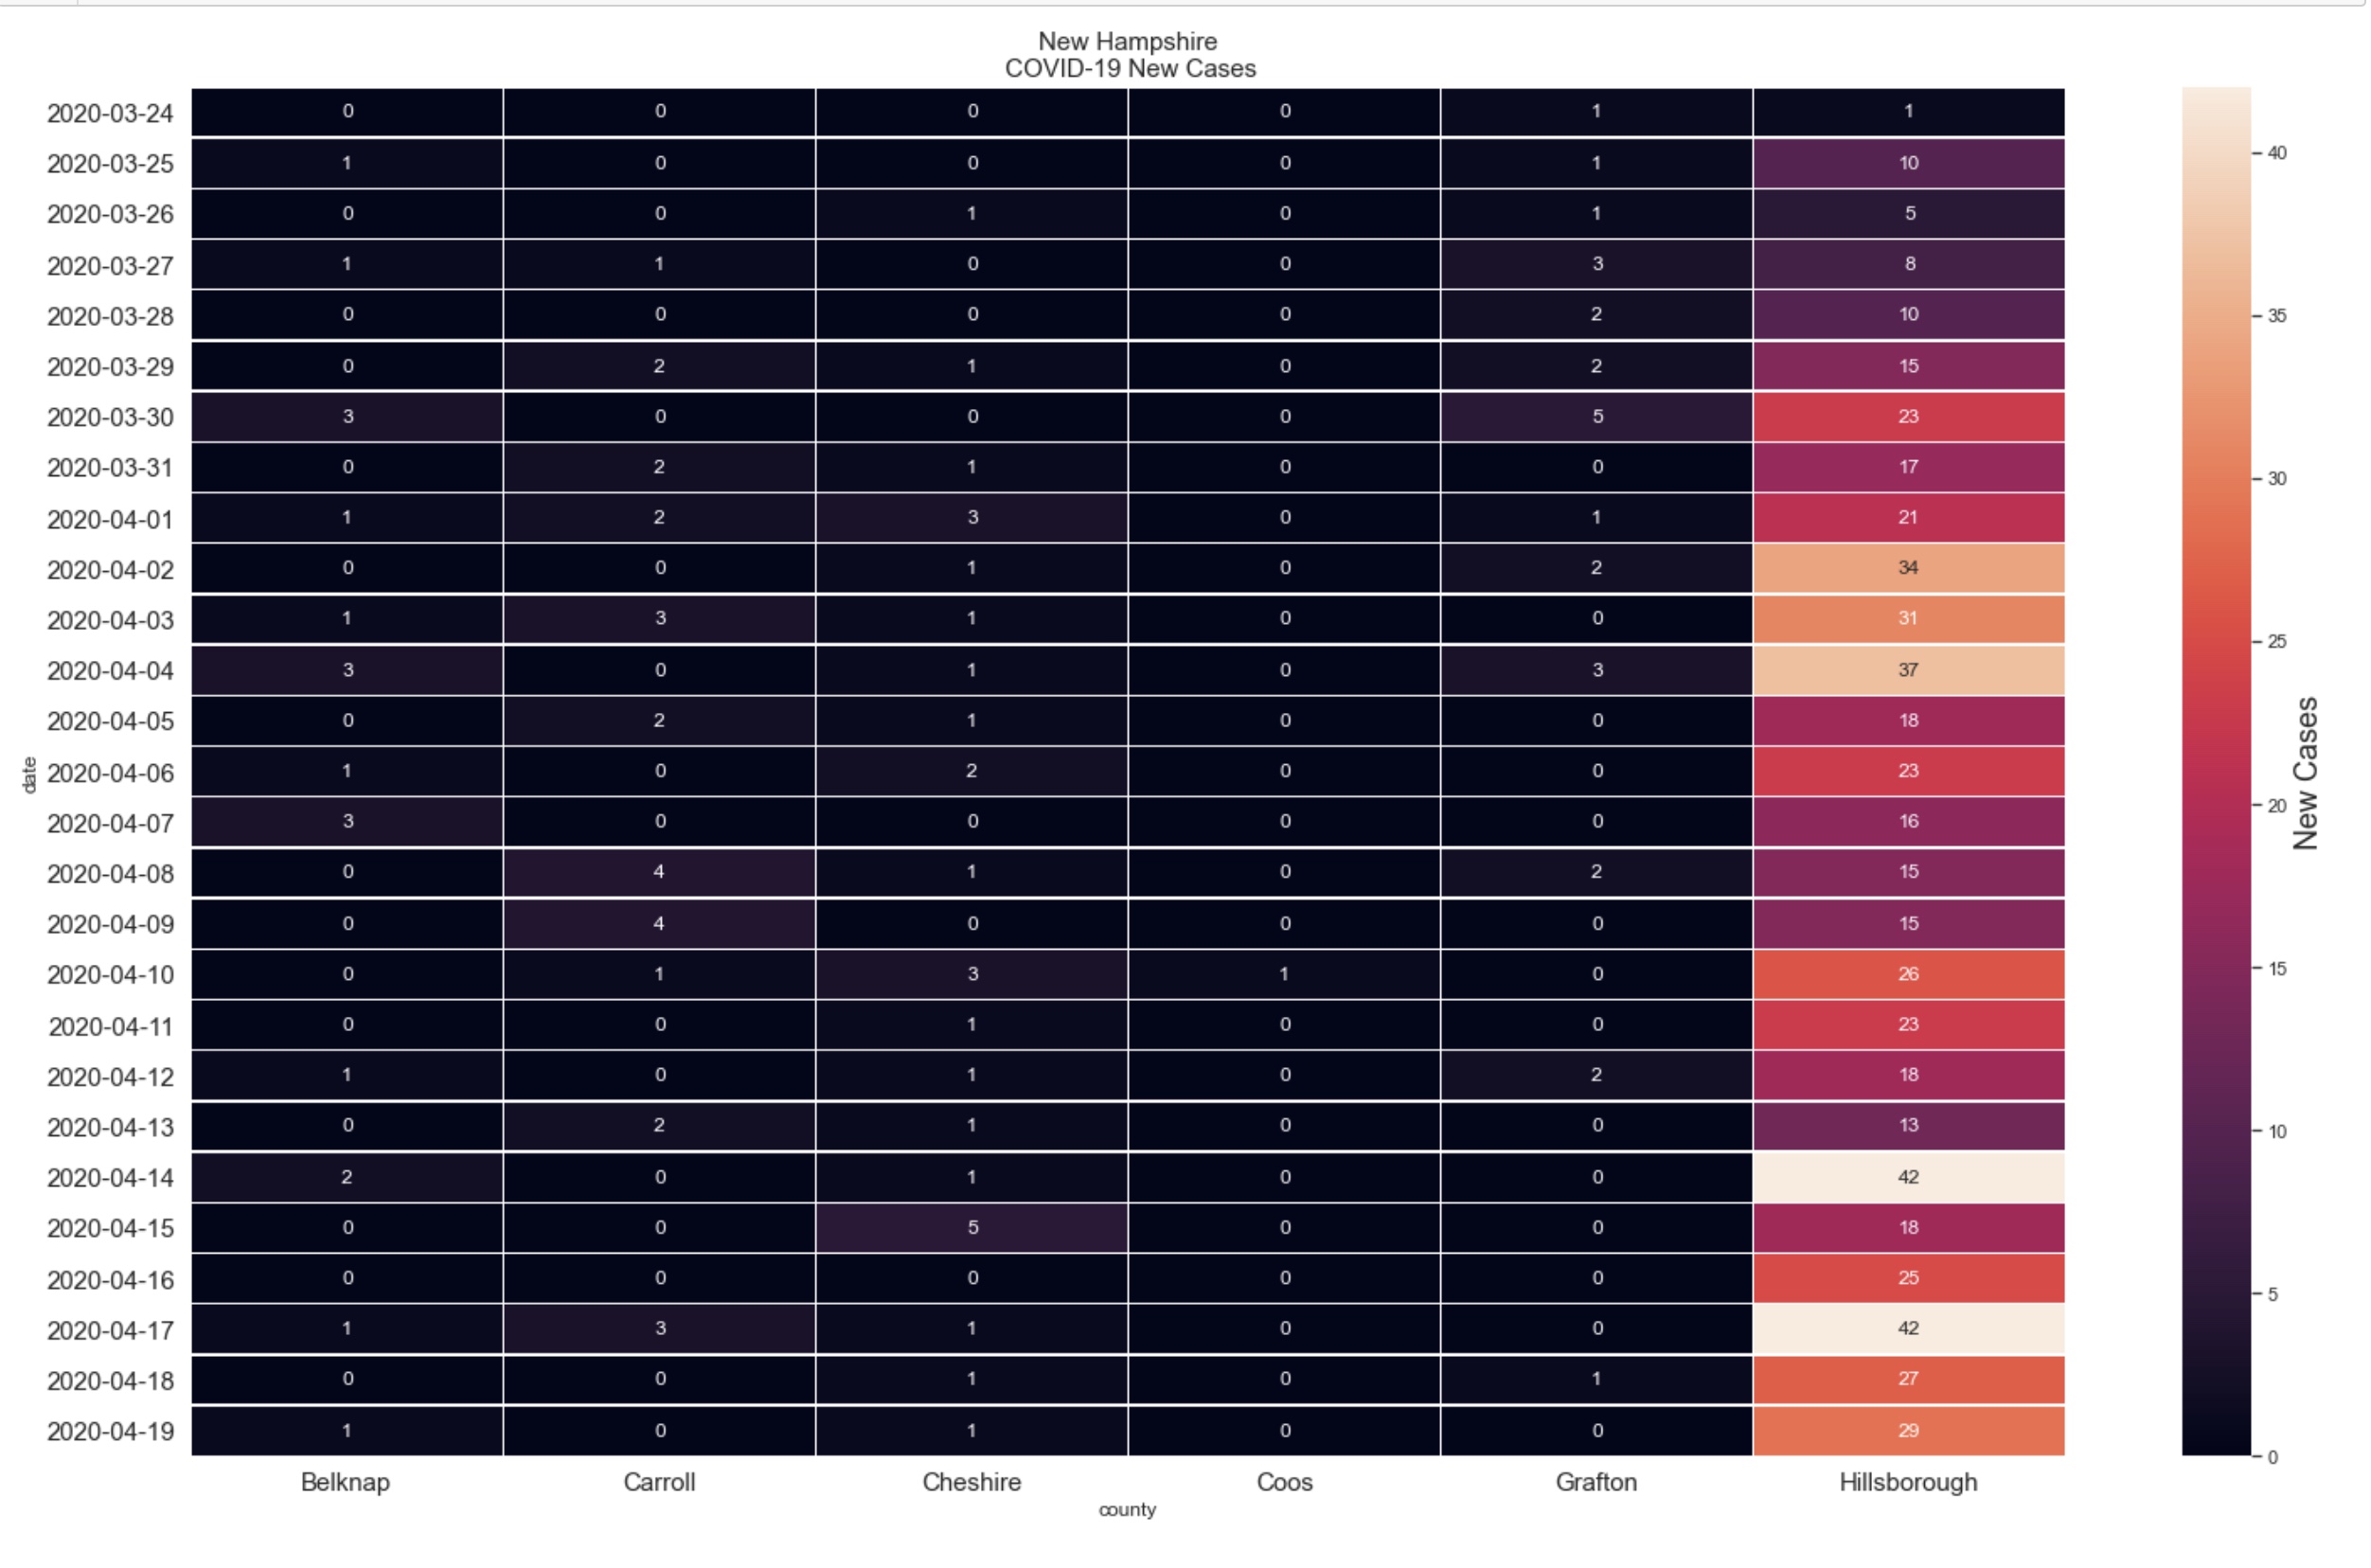 New Hampshire
COVID-19 New Cases
2020-03-24 0 0 0 0 1 1
2020-03-25 1 0 0 0 1 10
2020-03-26 0 0 1 0 1 5
2020-03-27 1 1 0 0 3 8
2020-03-28 0 0 0 0 2 10
2020-03-29 0 2 1 0 2 15
2020-03-30 3 0 0 0 5 23
2020-03-31 0 2 1 0 0 17
2020-04-01 1 2 3 0 1 21
2020-04-02 0 0 1 0 2 34
2020-04-03 1 3 1 0 0 31
2020-04-04 3 0 1 0 3 37
2020-04-05 0 2 1 0 0 18
2020-04-06 1 0 2 0 0 23
2020-04-07 3 0 0 0 0 16
2020-04-08 0 4 1 0 2 15
2020-04-09 0 4 0 0 0 15
2020-04-10 0 1 3 1 0 26
2020-04-11 0 0 1 0 0 23
2020-04-12 1 0 1 0 2 18
2020-04-13 0 2 1 0 0 13
2020-04-14 2 0 1 0 0 42
2020-04-15 0 0 5 0 0 18
2020-04-16 0 0 0 0 0 25
2020-04-17 1 3 1 0 0 42
2020-04-18 0 0 1 0 1 27
2020-04-19 1 0 1 0 0 29
Belknap Carroll Cheshire Coos Grafton Hillsborough
county
date
40
35
30
25
20
15
10
5
0
New Cases